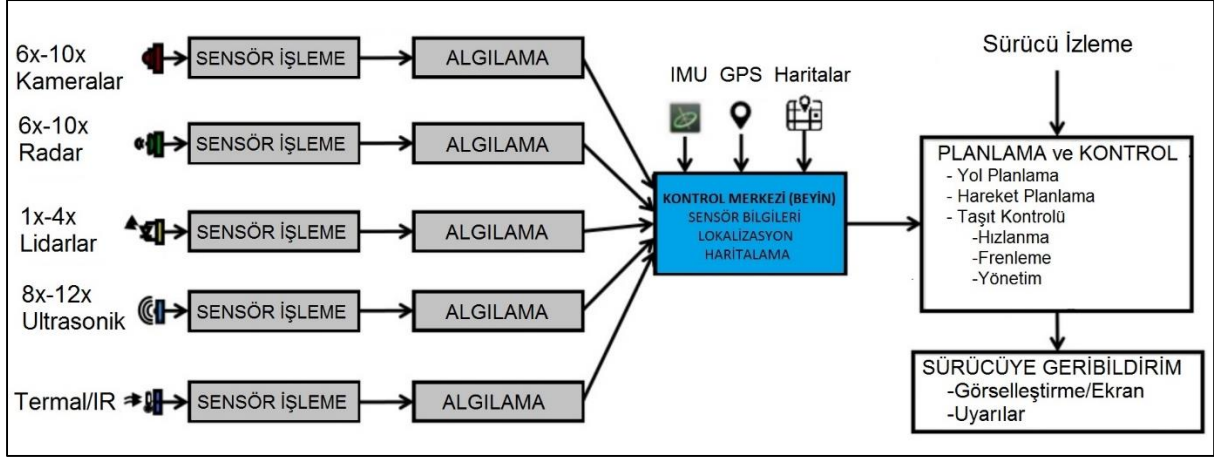 6x-10x
Kameralar
SENSÖR İŞLEME
ALGILAMA
6x-10x
Radar
SENSÖR İŞLEME
ALGILAMA
1x-4x
Lidarlar
SENSÖR İŞLEME
ALGILAMA
8x-12x
Ultrasonik
SENSÖR İŞLEME
ALGILAMA
Termal/IR
SENSÖR İŞLEME
ALGILAMA
IMU
GPS
Haritalar
KONTROL MERKEZİ (BEYİN)
SENSÖR BİLGİLERİ
LOKALİZASYON
HARİTALAMA
Sürücü İzleme
PLANLAMA ve KONTROL
- Yol Planlama
- Hareket Planlama
- Taşıt Kontrolü
-Hızlanma
-Frenleme
-Yönetim
SÜRÜCÜYE GERİBİLDİRİM
-Görselleştirme/Ekran
-Uyarılar